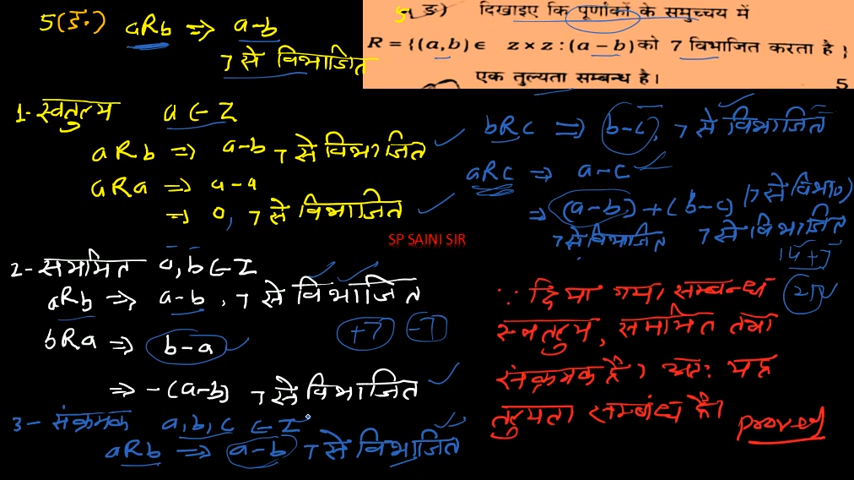 5(ड.) aRb ⇒ a-b
7 से विभाजित
5(ङ) दिखाइए कि पूर्णांकों के समुच्चय में
R = {(a,b) ∈ z × z : (a – b) को 7 विभाजित करता है,
एक तुल्यता सम्बन्ध है।
5
1- स्वतुल्य a ∈ Z
aRb ⇒ a-b 7 से विभाजित
aRa ⇒ a-a
⇒ 0, 7 से विभाजित
2- सममित a,b ∈ Z
aRb ⇒ a-b, 7 से विभाजित
bRa ⇒ b-a
+7 -7
⇒ -(a-b) 7 से विभाजित
3- संक्रमक a,b,c ∈ Z
aRb ⇒ (a-b) 7 से विभाजित
bRc ⇒ b-c, 7 से विभाजित
aRc ⇒ a-c
⇒ (a-b)+(b-c)
7 से विभाजित 7 से विभाजित
14+7
SP SAINI SIR
∵ दिया गया सम्बन्ध
स्वतुल्य, सममित तथा
संक्रमक है। अतः यह
तुल्यता सम्बंध है।
proved